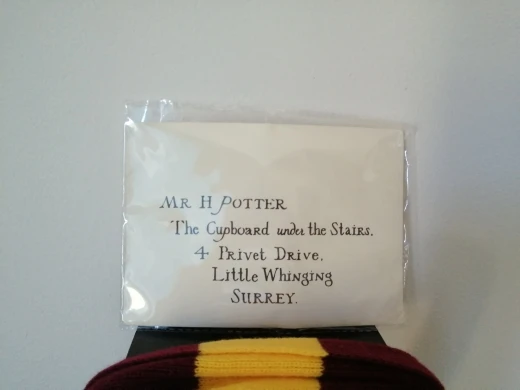 Mr H Potter
The Cupboard under the Stairs,
4 Privet Drive,
Little Whinging
Surrey.